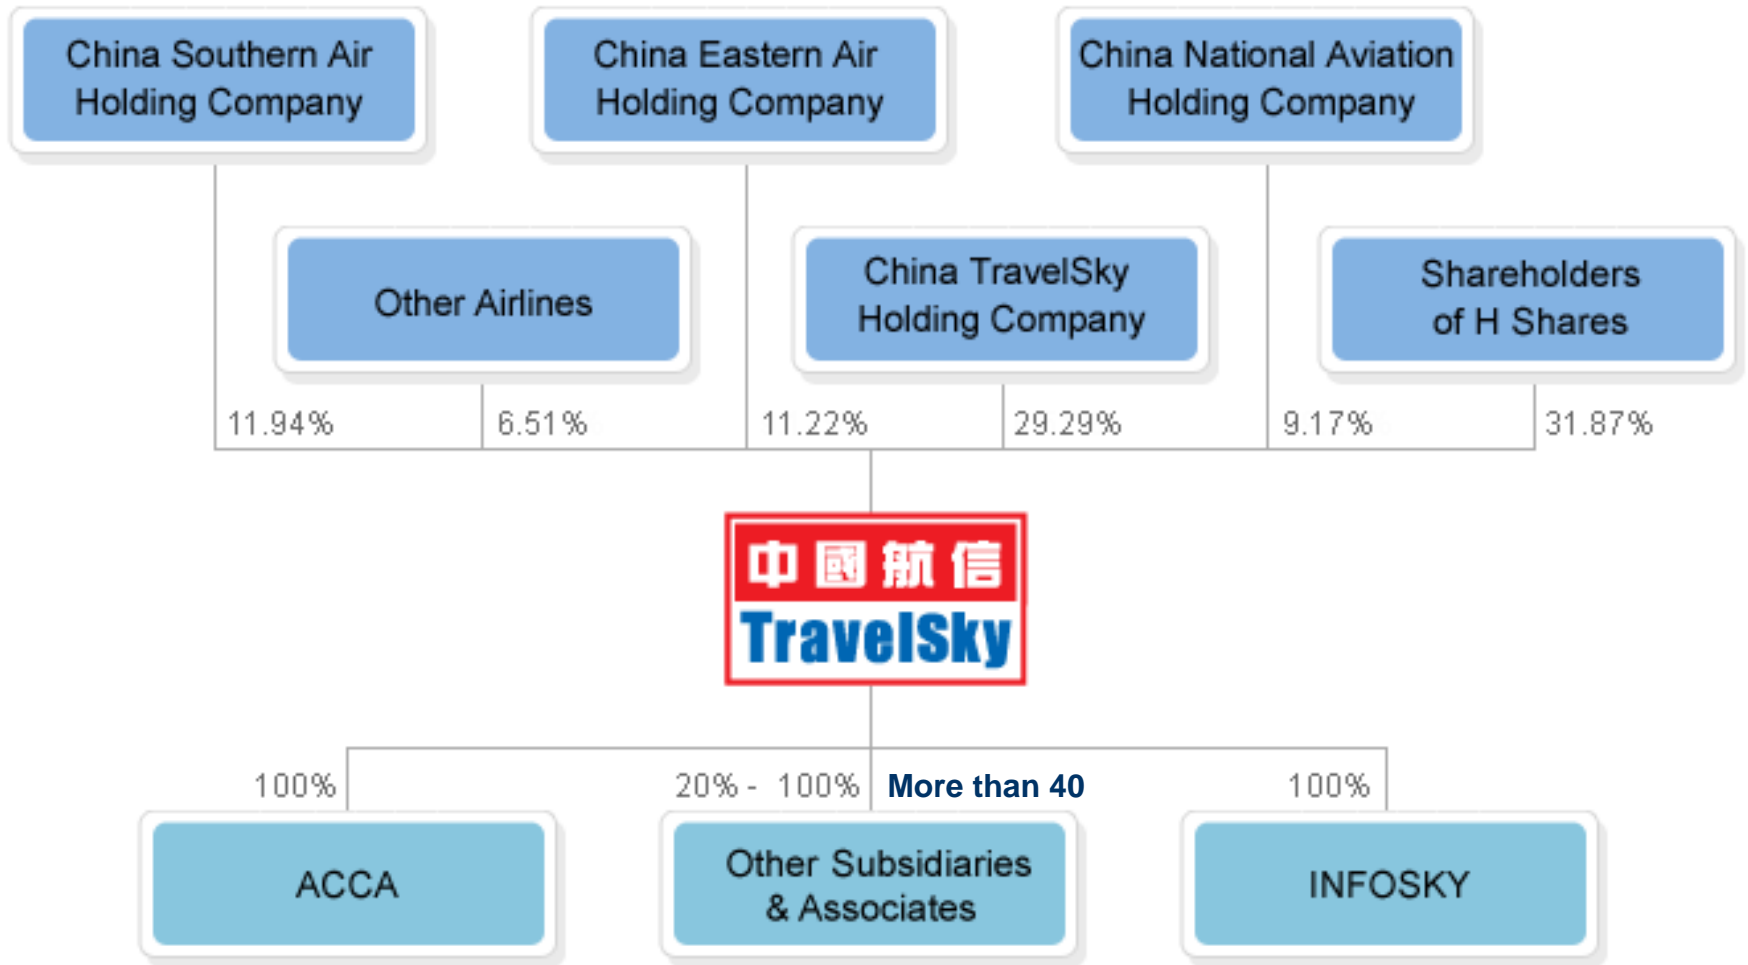 China Southern Air
Holding Company
China Eastern Air
Holding Company
China National Aviation
Holding Company
Other Airlines
China TravelSky
Holding Company
Shareholders
of H Shares
11.94%
6.51%
11.22%
29.29%
9.17%
31.87%
中國航信
TravelSky
100%
20% - 100%
More than 40
100%
ACCA
Other Subsidiaries
& Associates
INFOSKY